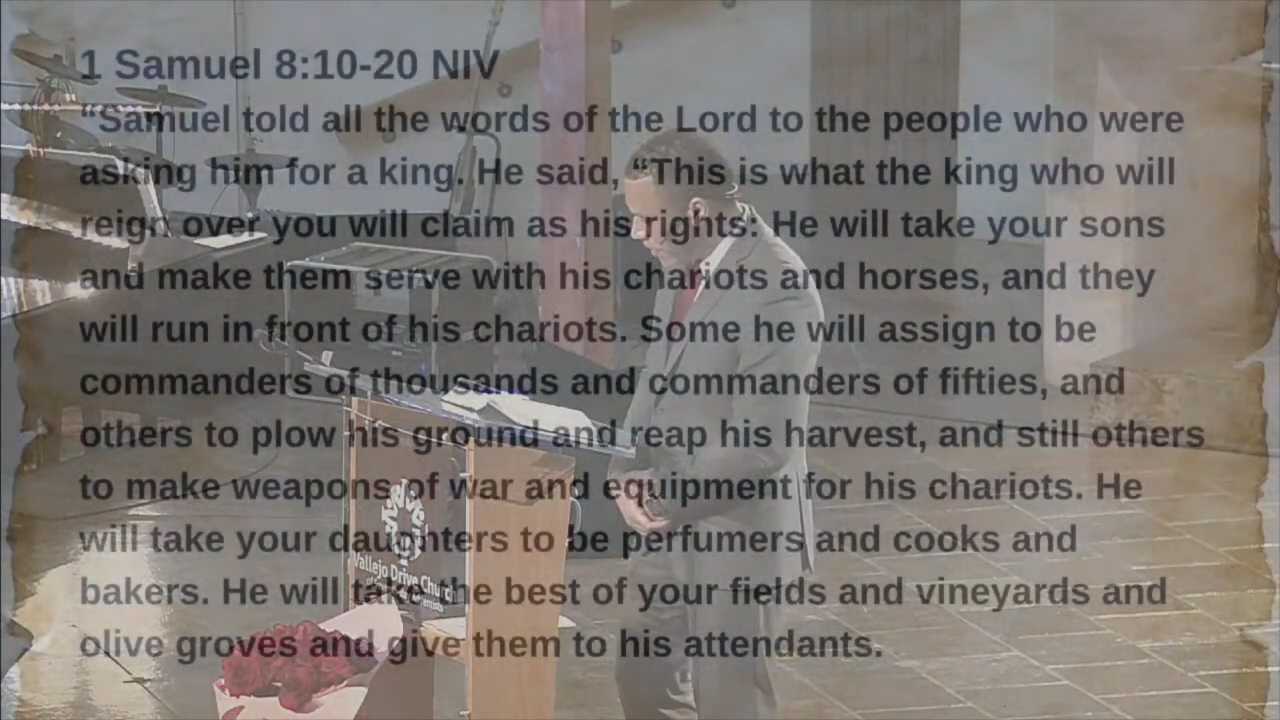 1 Samuel 8:10-20 NIV
“Samuel told all the words of the Lord to the people who were
asking him for a king. He said, “This is what the king who will
reign over you will claim as his rights: He will take your sons
and make them serve with his chariots and horses, and they
will run in front of his chariots. Some he will assign to be
commanders of thousands and commanders of fifties, and
others to plow his ground and reap his harvest, and still others
to make weapons of war and equipment for his chariots. He
will take your daughters to be perfumers and cooks and
bakers. He will take the best of your fields and vineyards and
olive groves and give them to his attendants.
Vallejo Drive Church